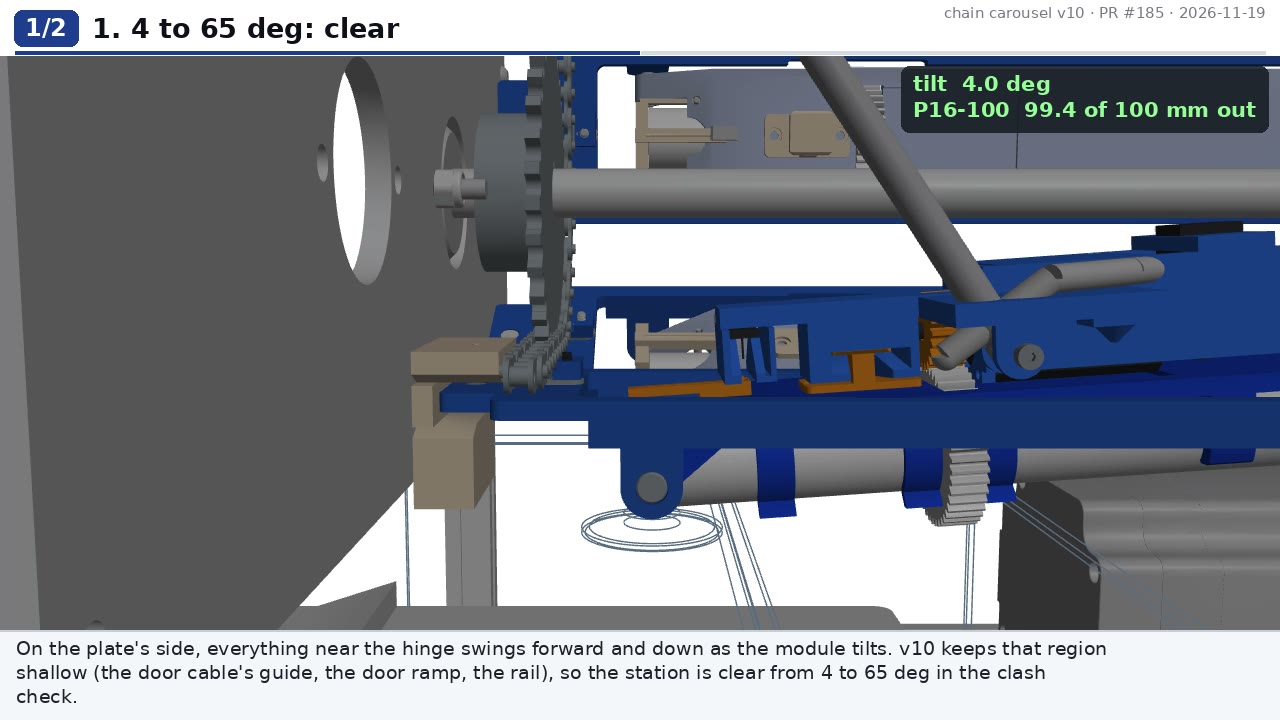 1/2
1. 4 to 65 deg: clear
chain carousel v10 · PR #185 · 2026-11-19
tilt 4.0 deg
P16-100 99.4 of 100 mm out
On the plate's side, everything near the hinge swings forward and down as the module tilts. v10 keeps that region
shallow (the door cable's guide, the door ramp, the rail), so the station is clear from 4 to 65 deg in the clash
check.